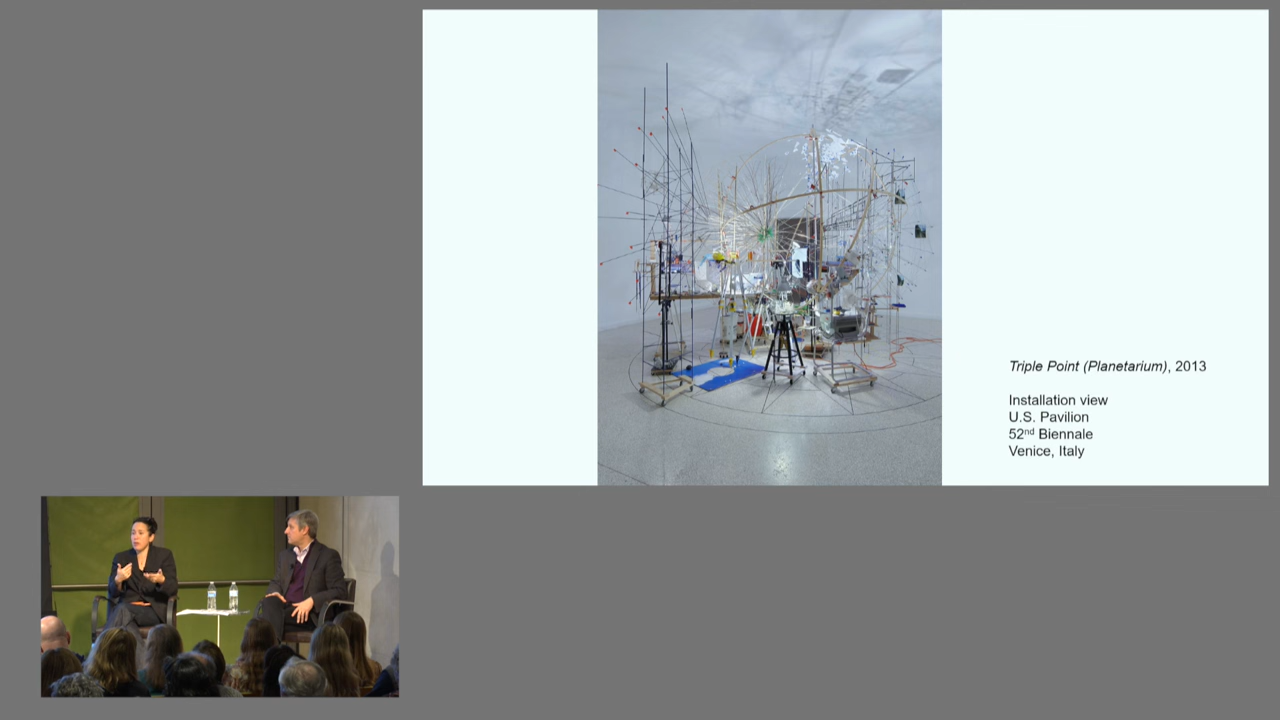 Triple Point (Planetarium), 2013
Installation view
U.S. Pavilion
52nd Biennale
Venice, Italy